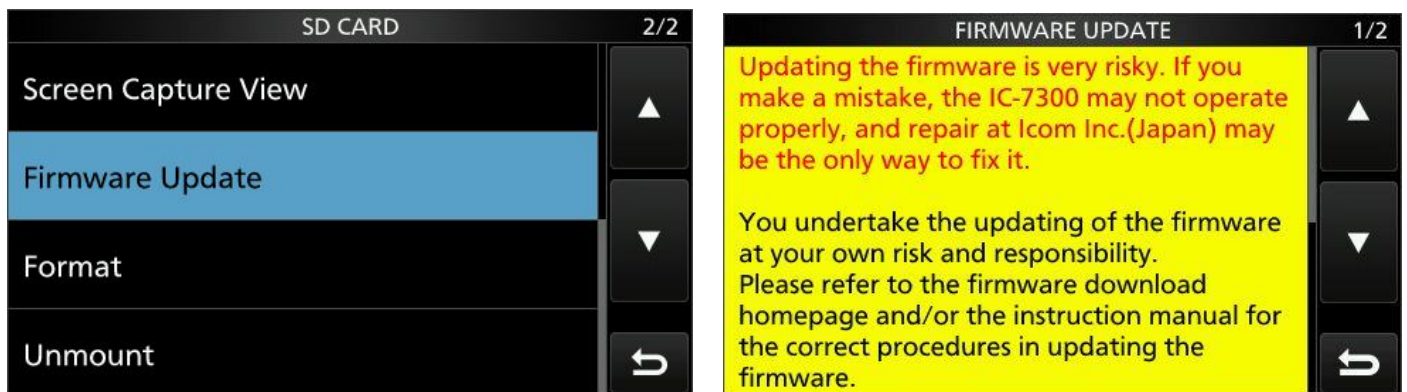 SD CARD 2/2
Screen Capture View
Firmware Update
Format
Unmount
FIRMWARE UPDATE 1/2
Updating the firmware is very risky. If you
make a mistake, the IC-7300 may not operate
properly, and repair at Icom Inc.(Japan) may
be the only way to fix it.
You undertake the updating of the firmware
at your own risk and responsibility.
Please refer to the firmware download
homepage and/or the instruction manual for
the correct procedures in updating the
firmware.